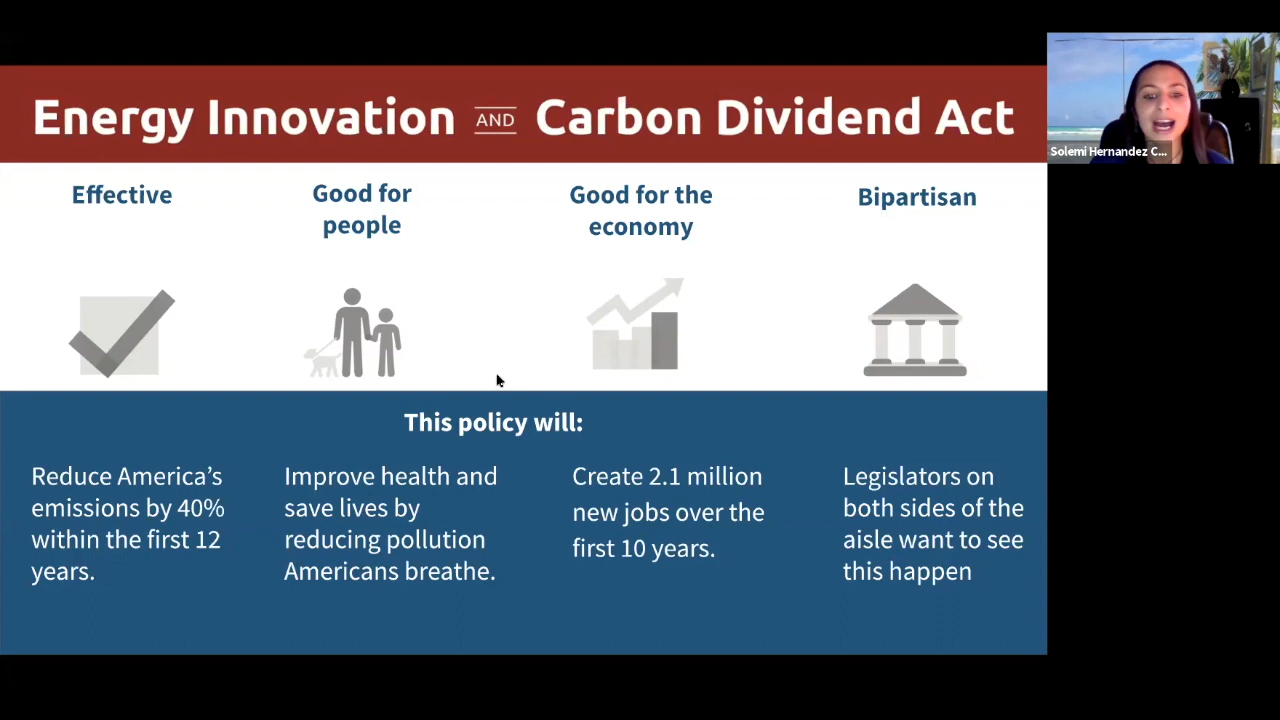 Energy Innovation AND Carbon Dividend Act
Solemi Hernandez C...
Effective
Good for
people
Good for the
economy
Bipartisan
This policy will:
Reduce America’s
emissions by 40%
within the first 12
years.
Improve health and
save lives by
reducing pollution
Americans breathe.
Create 2.1 million
new jobs over the
first 10 years.
Legislators on
both sides of the
aisle want to see
this happen